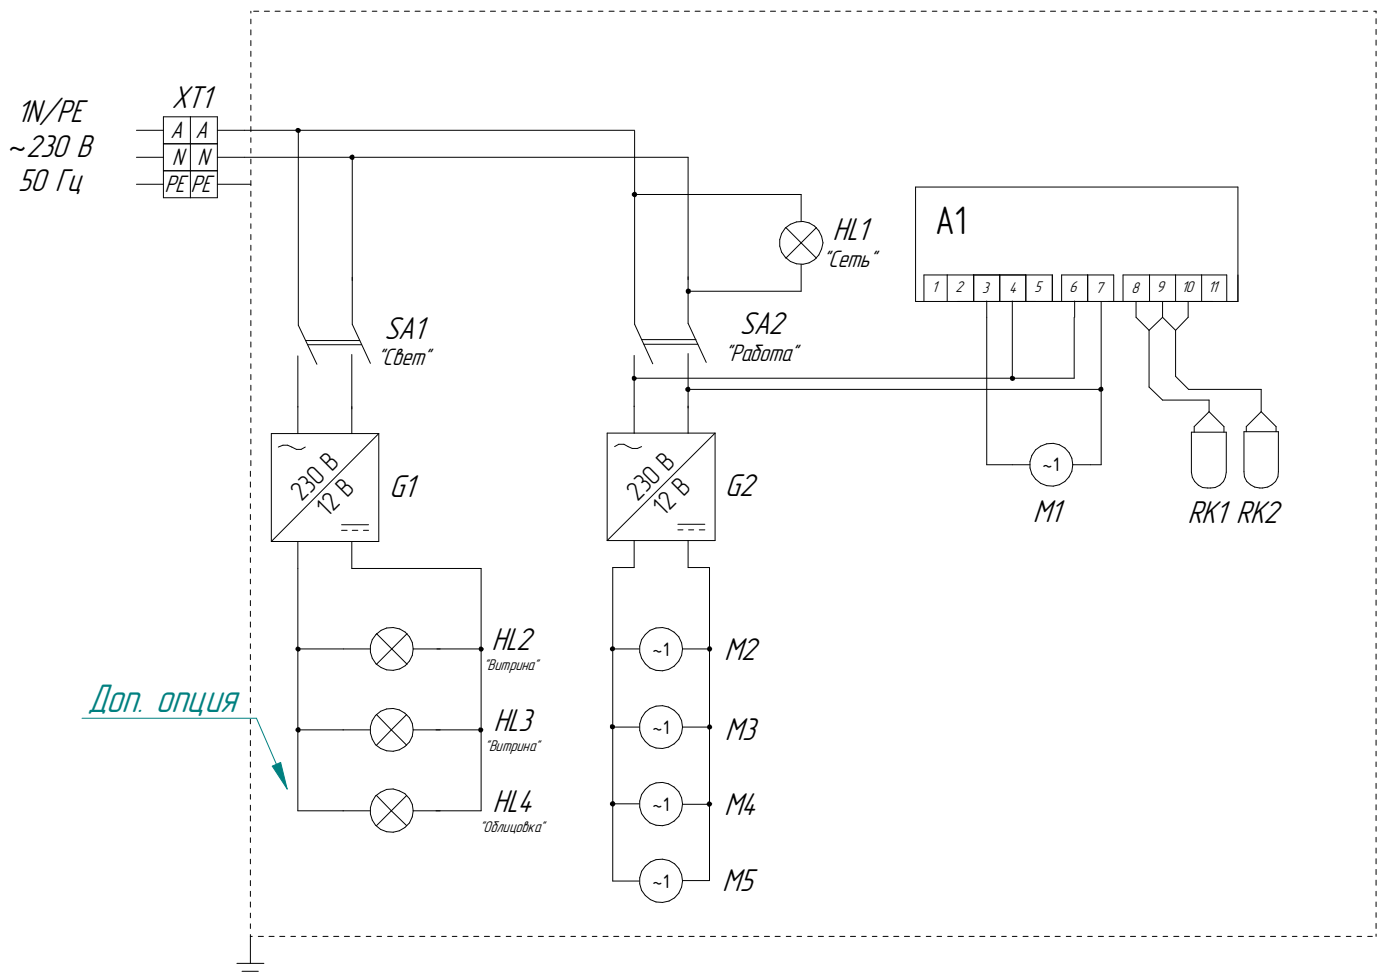 1N/PE
~230 В
50 Гц
XT1
A A
N N
PE PE
HL1
"Сеть"
A1
1 2 3 4 5 6 7 8 9 10 11
SA1
"Свет"
SA2
"Работа"
230 В
12 В
G1
230 В
12 В
G2
~1
M1
RK1 RK2
HL2
"Витрина"
~1
M2
Доп. опция
HL3
"Витрина"
~1
M3
HL4
"Облицовка"
~1
M4
~1
M5